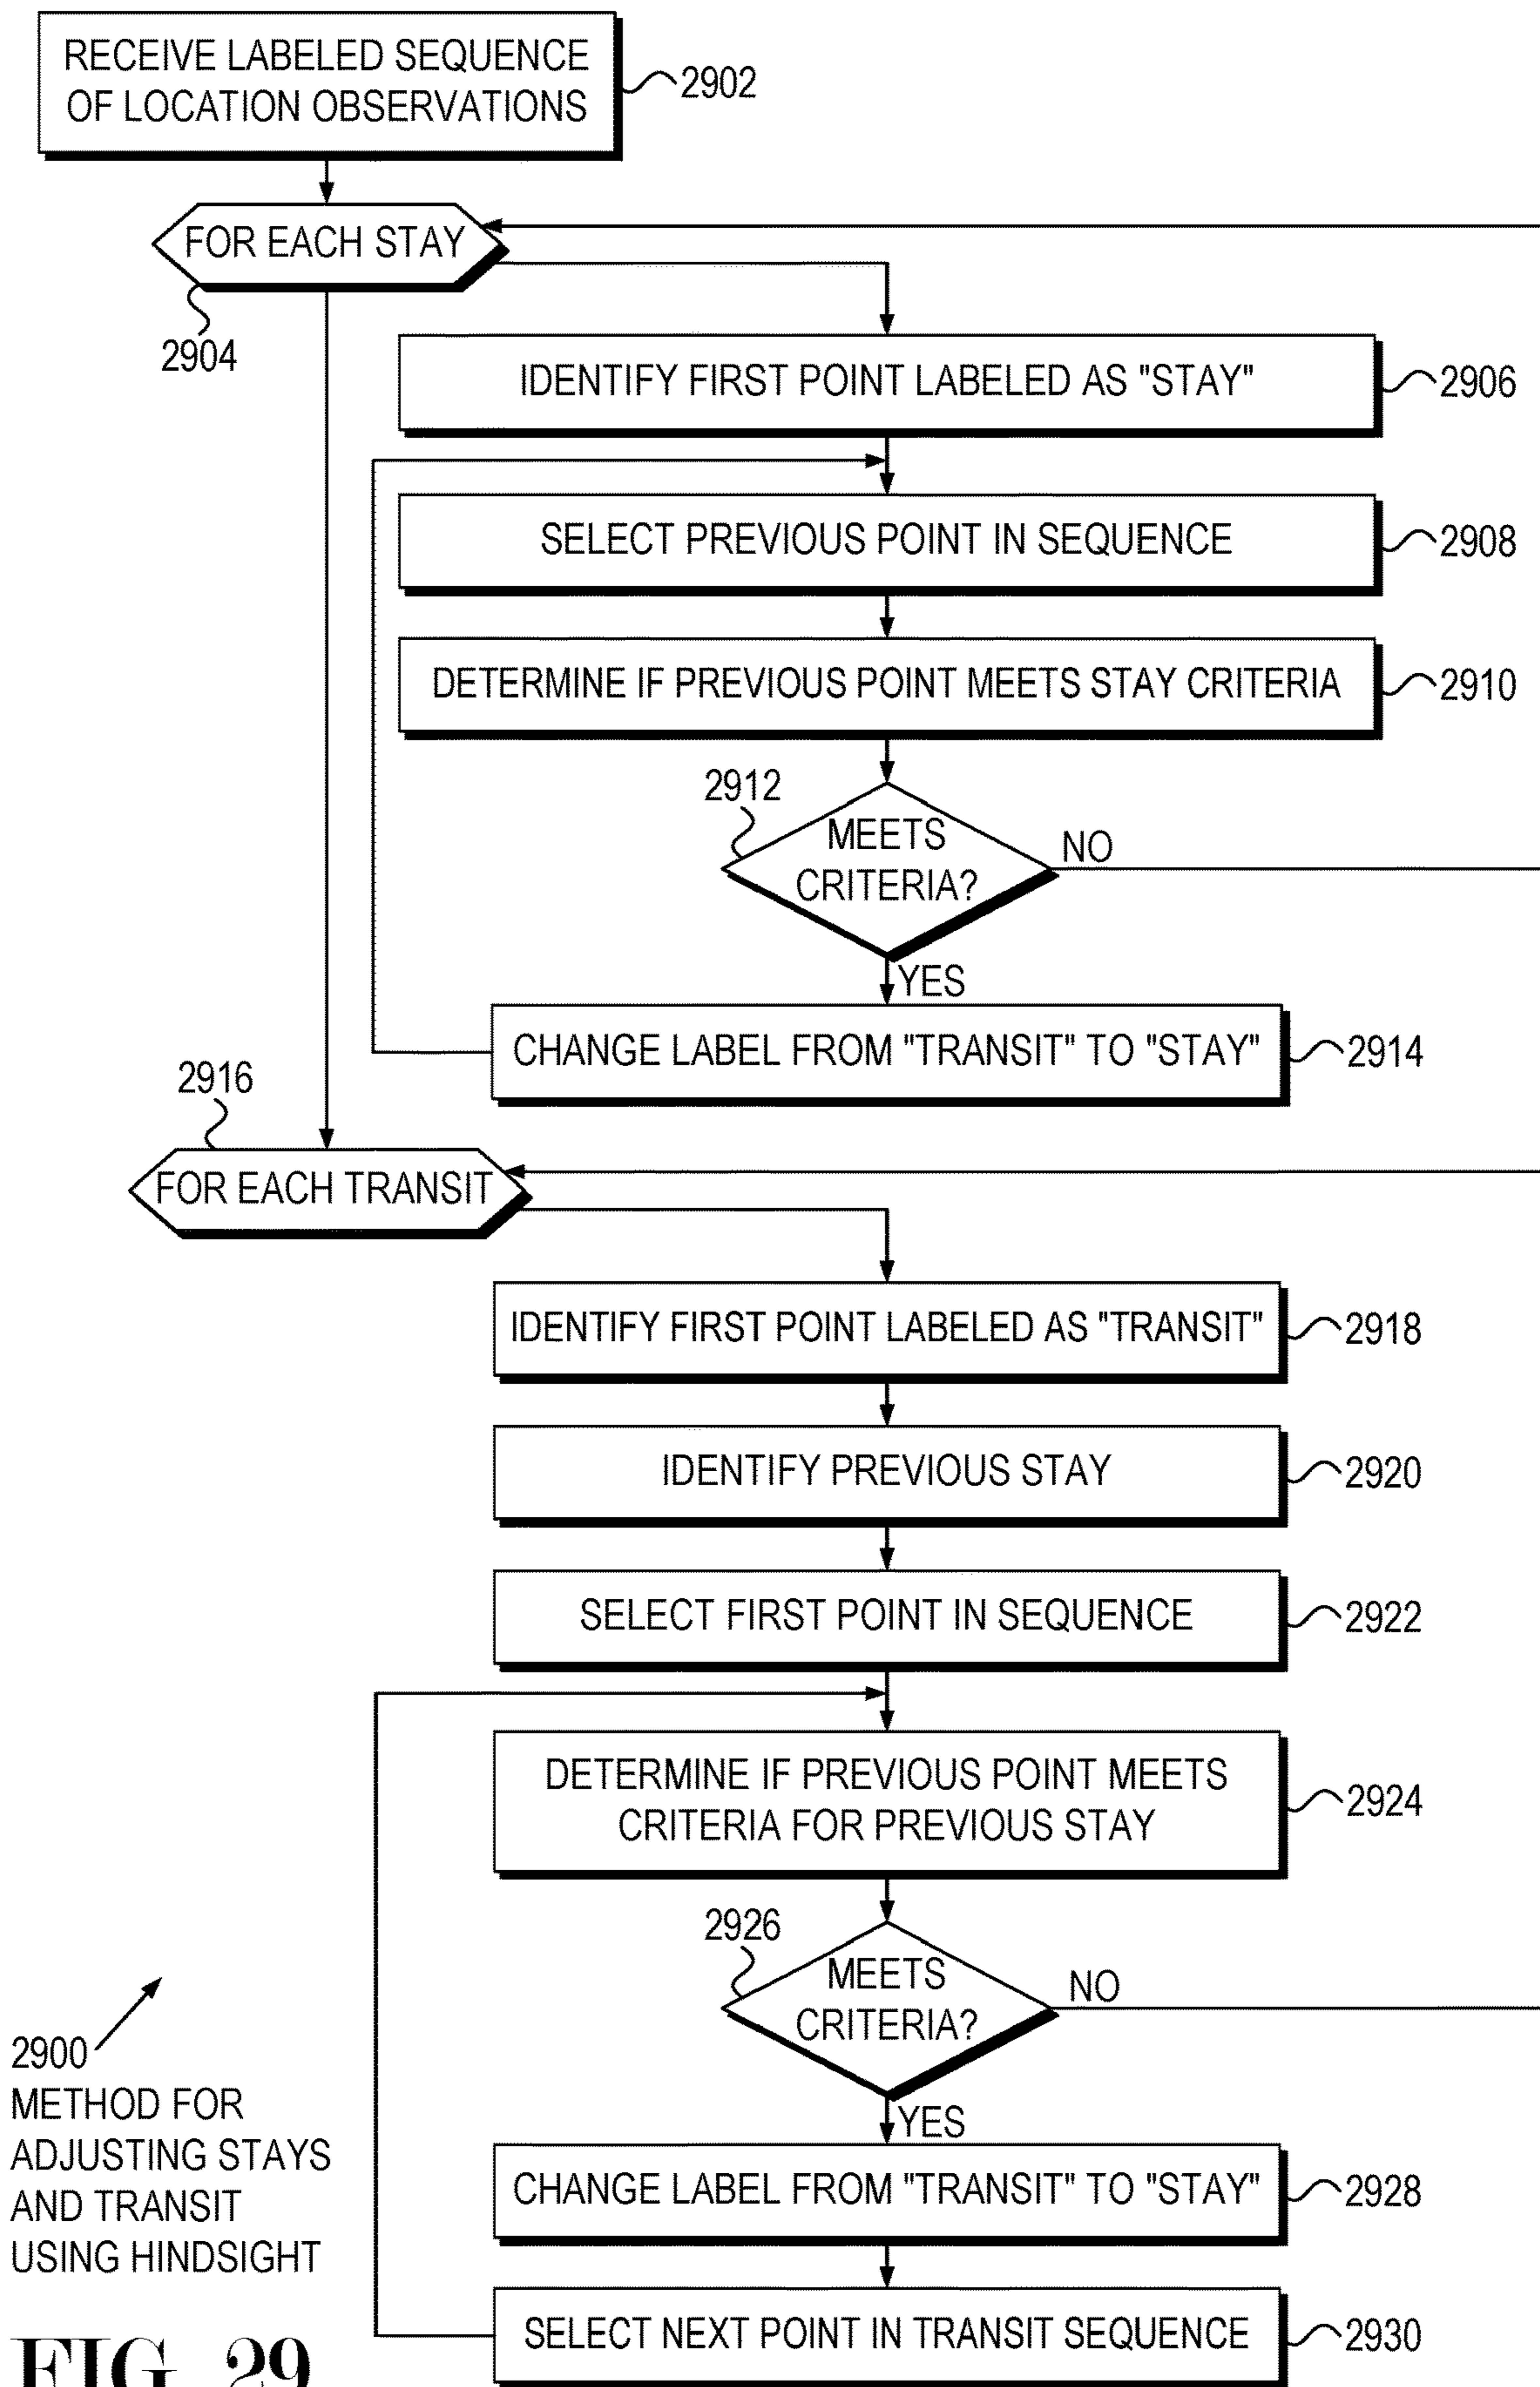 RECEIVE LABELED SEQUENCE
OF LOCATION OBSERVATIONS
2902
FOR EACH STAY
2904
IDENTIFY FIRST POINT LABELED AS "STAY"
2906
SELECT PREVIOUS POINT IN SEQUENCE
2908
DETERMINE IF PREVIOUS POINT MEETS STAY CRITERIA
2910
2912
MEETS
CRITERIA?
NO
YES
CHANGE LABEL FROM "TRANSIT" TO "STAY"
2914
2916
FOR EACH TRANSIT
IDENTIFY FIRST POINT LABELED AS "TRANSIT"
2918
IDENTIFY PREVIOUS STAY
2920
SELECT FIRST POINT IN SEQUENCE
2922
DETERMINE IF PREVIOUS POINT MEETS
CRITERIA FOR PREVIOUS STAY
2924
2926
MEETS
CRITERIA?
NO
YES
CHANGE LABEL FROM "TRANSIT" TO "STAY"
2928
SELECT NEXT POINT IN TRANSIT SEQUENCE
2930
2900
METHOD FOR
ADJUSTING STAYS
AND TRANSIT
USING HINDSIGHT
FIG. 29